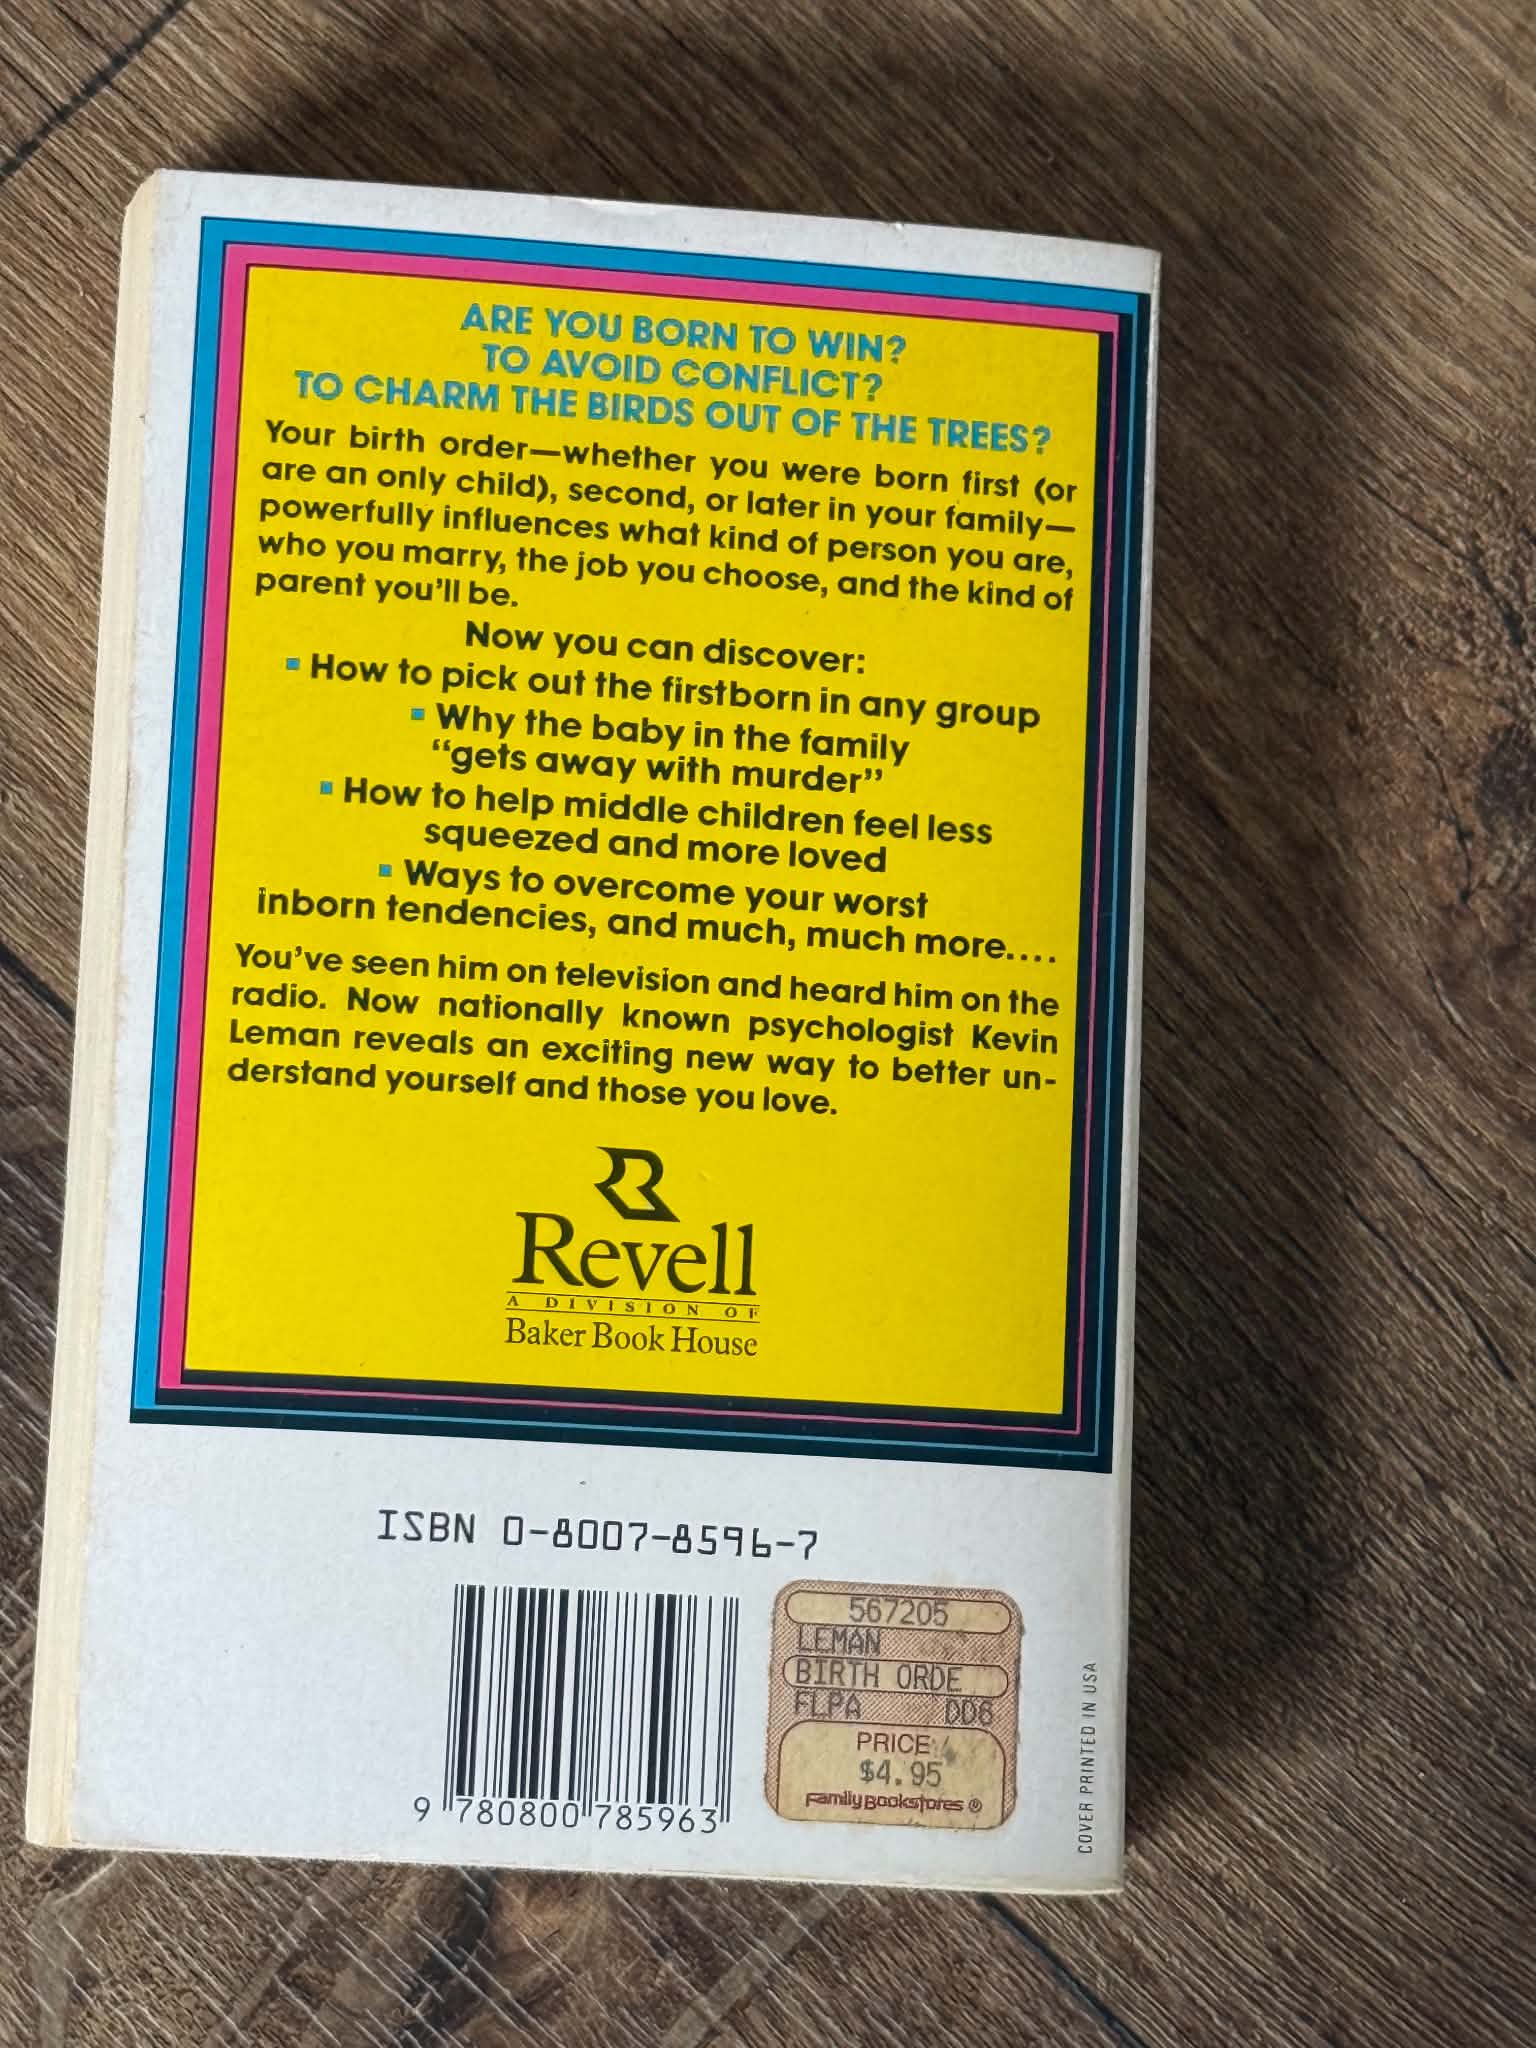 ARE YOU BORN TO WIN?
TO AVOID CONFLICT?
TO CHARM THE BIRDS OUT OF THE TREES?
Your birth order—whether you were born first (or
are an only child), second, or later in your family—
powerfully influences what kind of person you are,
who you marry, the job you choose, and the kind of
parent you'll be.
Now you can discover:
▪ How to pick out the firstborn in any group
▪ Why the baby in the family
“gets away with murder”
▪ How to help middle children feel less
squeezed and more loved
▪ Ways to overcome your worst
inborn tendencies, and much, much more....
You've seen him on television and heard him on the
radio. Now nationally known psychologist Kevin
Leman reveals an exciting new way to better un-
derstand yourself and those you love.
Revell
A DIVISION OF
Baker Book House
ISBN 0-8007-8596-7
9 780800 785963
567205
LEMAN
BIRTH ORDE
FLPA DD6
PRICE
$4.95
Family Bookstores ®
COVER PRINTED IN USA